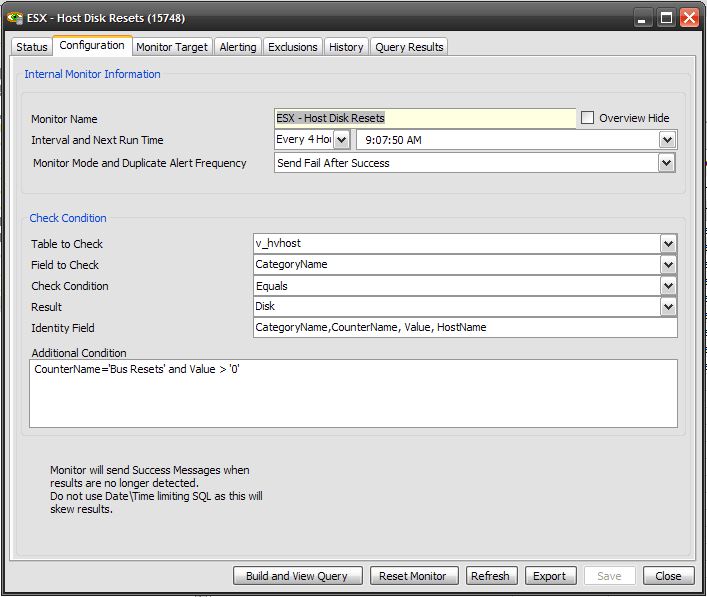 ESX - Host Disk Resets (15748)
Status Configuration Monitor Target Alerting Exclusions History Query Results
Internal Monitor Information
Monitor Name ESX - Host Disk Resets Overview Hide
Interval and Next Run Time Every 4 Hou 9:07:50 AM
Monitor Mode and Duplicate Alert Frequency Send Fail After Success
Check Condition
Table to Check v_hvhost
Field to Check CategoryName
Check Condition Equals
Result Disk
Identity Field CategoryName,CounterName, Value, HostName
Additional Condition
CounterName='Bus Resets' and Value > '0'
Monitor will send Success Messages when
results are no longer detected.
Do not use Date\Time limiting SQL as this will
skew results.
Build and View Query Reset Monitor Refresh Export Save Close